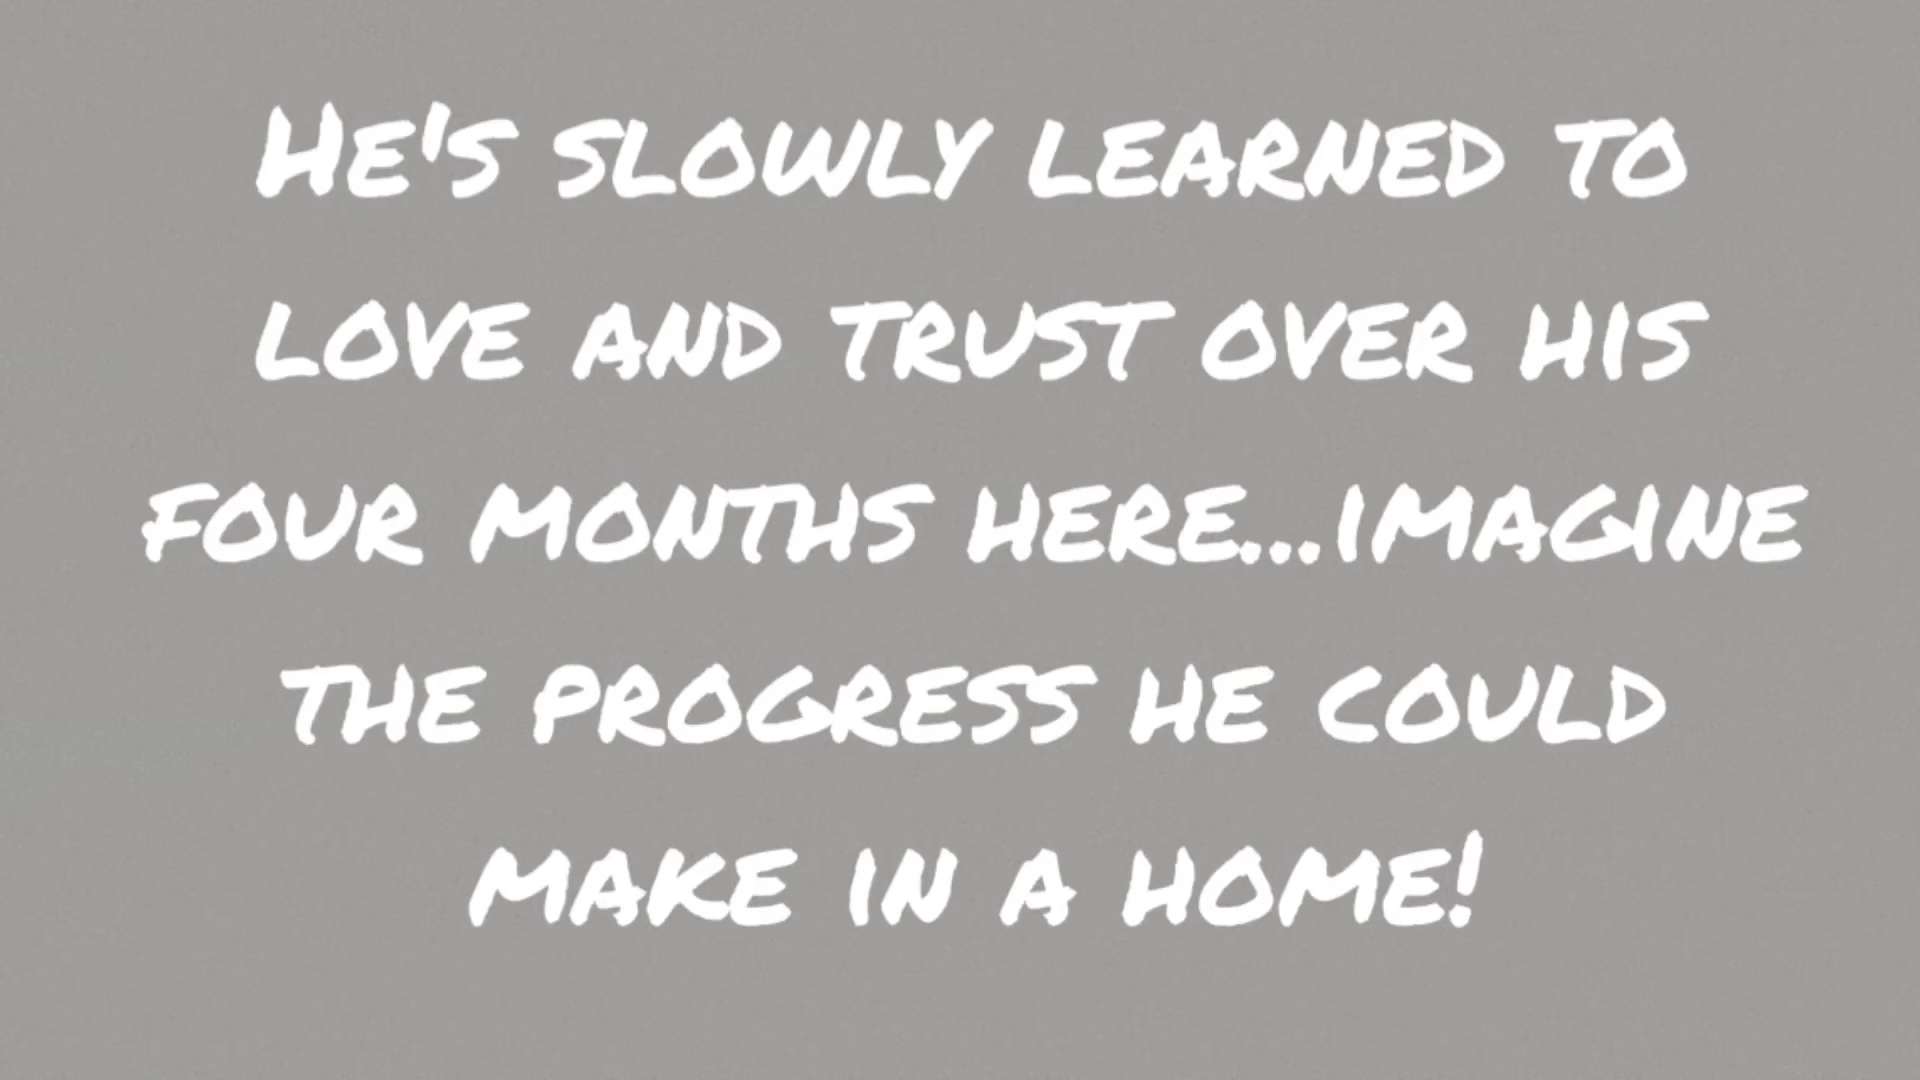 He's slowly learned to
love and trust over his
four months here...imagine
the progress he could
make in a home!